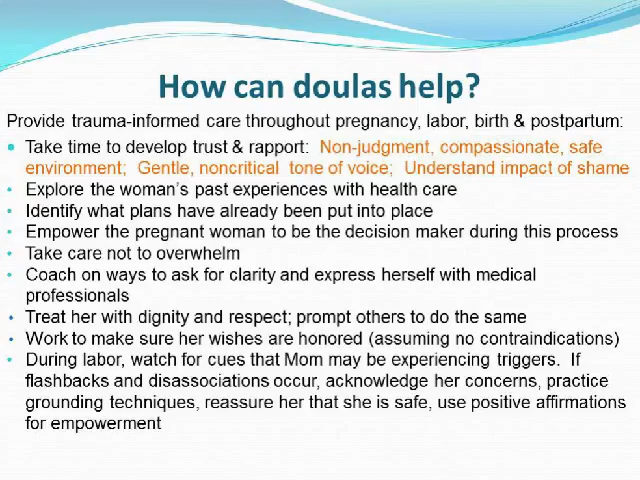 How can doulas help?
Provide trauma-informed care throughout pregnancy, labor, birth & postpartum:
• Take time to develop trust & rapport: Non-judgment, compassionate, safe
environment; Gentle, noncritical tone of voice; Understand impact of shame
• Explore the woman's past experiences with health care
• Identify what plans have already been put into place
• Empower the pregnant woman to be the decision maker during this process
• Take care not to overwhelm
• Coach on ways to ask for clarity and express herself with medical
professionals
• Treat her with dignity and respect; prompt others to do the same
• Work to make sure her wishes are honored (assuming no contraindications)
• During labor, watch for cues that Mom may be experiencing triggers. If
flashbacks and disassociations occur, acknowledge her concerns, practice
grounding techniques, reassure her that she is safe, use positive affirmations
for empowerment